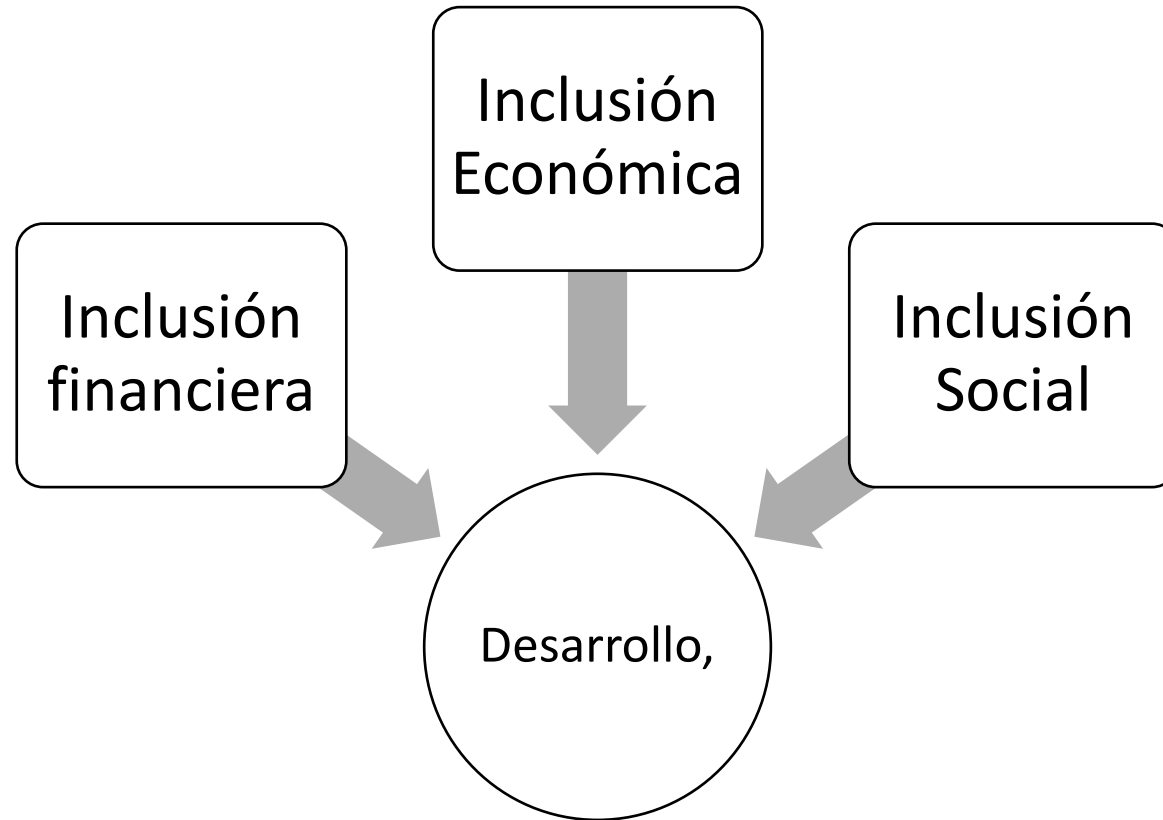 Inclusión
Económica
Inclusión
financiera
Inclusión
Social
Desarrollo,